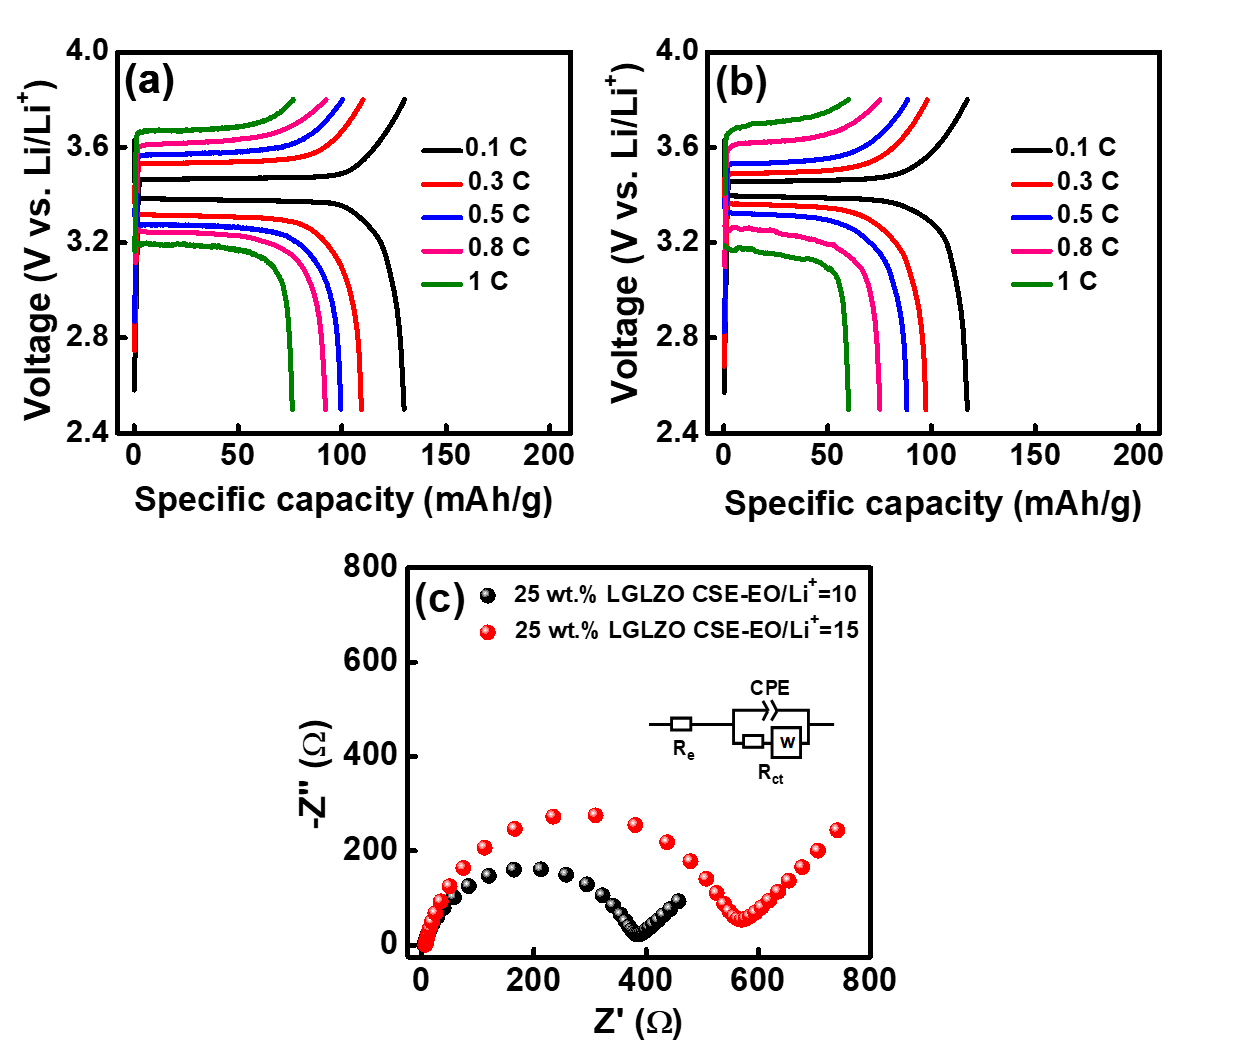 (a)
4.0
3.6
3.2
2.8
2.4
Voltage (V vs. Li/Li⁺)
0.1 C
0.3 C
0.5 C
0.8 C
1 C
0 50 100 150 200
Specific capacity (mAh/g)
(b)
4.0
3.6
3.2
2.8
2.4
Voltage (V vs. Li/Li⁺)
0.1 C
0.3 C
0.5 C
0.8 C
1 C
0 50 100 150 200
Specific capacity (mAh/g)
(c)
25 wt.% LGLZO CSE-EO/Li⁺=10
25 wt.% LGLZO CSE-EO/Li⁺=15
800
600
400
200
0
-Z" (Ω)
CPE
Rₑ
W
R_ct
0 200 400 600 800
Z' (Ω)